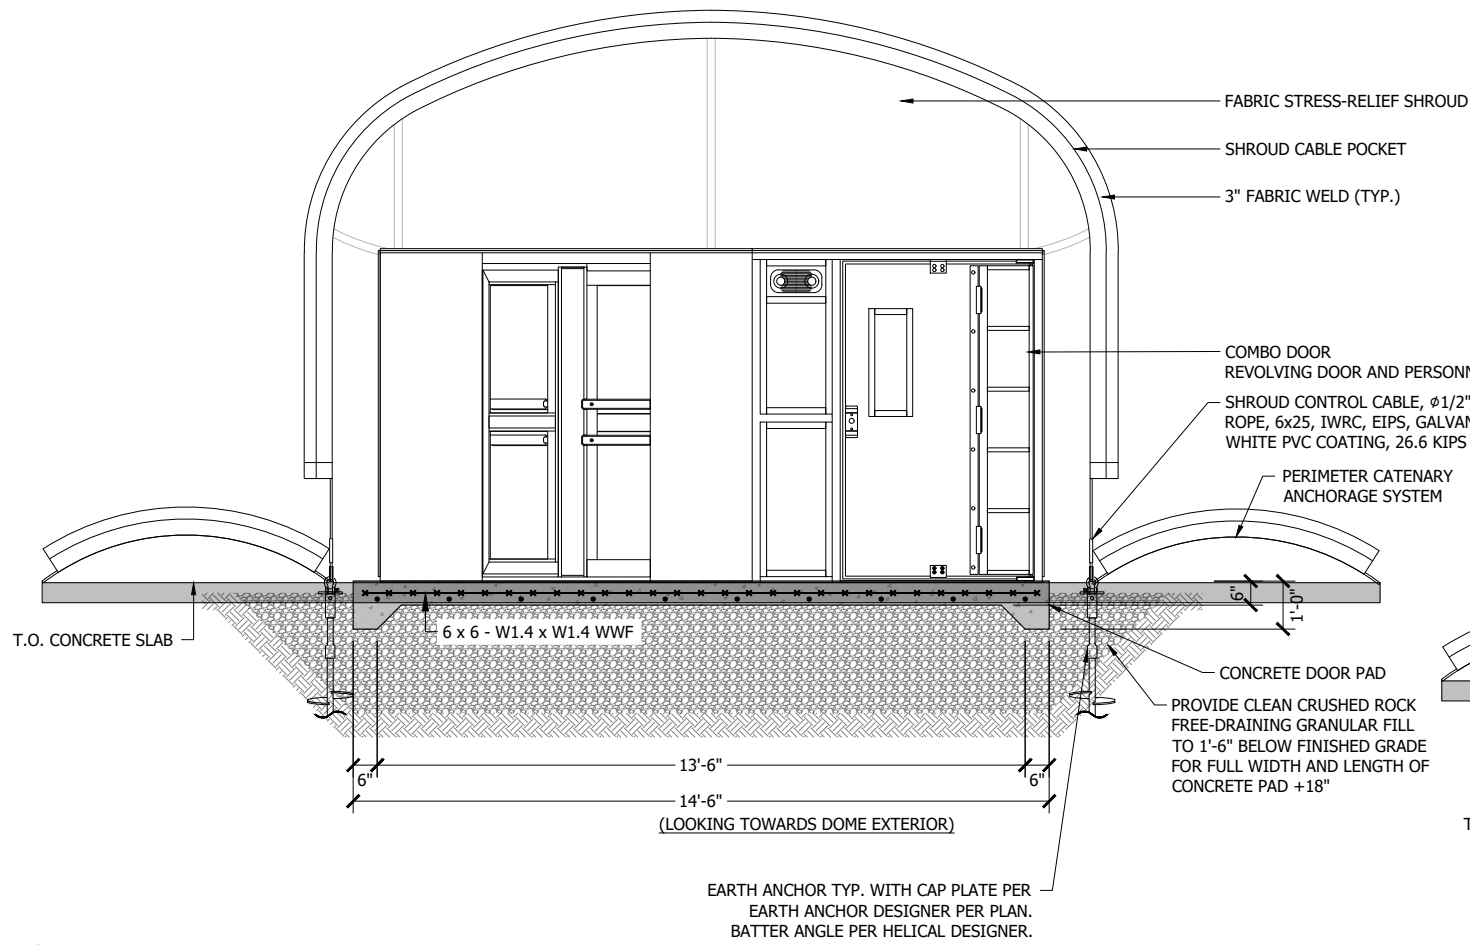 FABRIC STRESS-RELIEF SHROUD
SHROUD CABLE POCKET
3" FABRIC WELD (TYP.)
COMBO DOOR
REVOLVING DOOR AND
SHROUD CONTROL CABLE, ⌀1/2"
ROPE, 6x25, IWRC, EIPS,
WHITE PVC COATING, 26.6 KIPS
PERIMETER CATENARY
ANCHORAGE SYSTEM
6"
1'-0"
T.O. CONCRETE SLAB
6 x 6 - W1.4 x W1.4 WWF
CONCRETE DOOR PAD
PROVIDE CLEAN CRUSHED ROCK
FREE-DRAINING GRANULAR FILL
TO 1'-6" BELOW FINISHED GRADE
FOR FULL WIDTH AND LENGTH OF
CONCRETE PAD +18"
6"
13'-6"
6"
14'-6"
(LOOKING TOWARDS DOME EXTERIOR)
EARTH ANCHOR TYP. WITH CAP PLATE PER
EARTH ANCHOR DESIGNER PER PLAN.
BATTER ANGLE PER HELICAL DESIGNER.